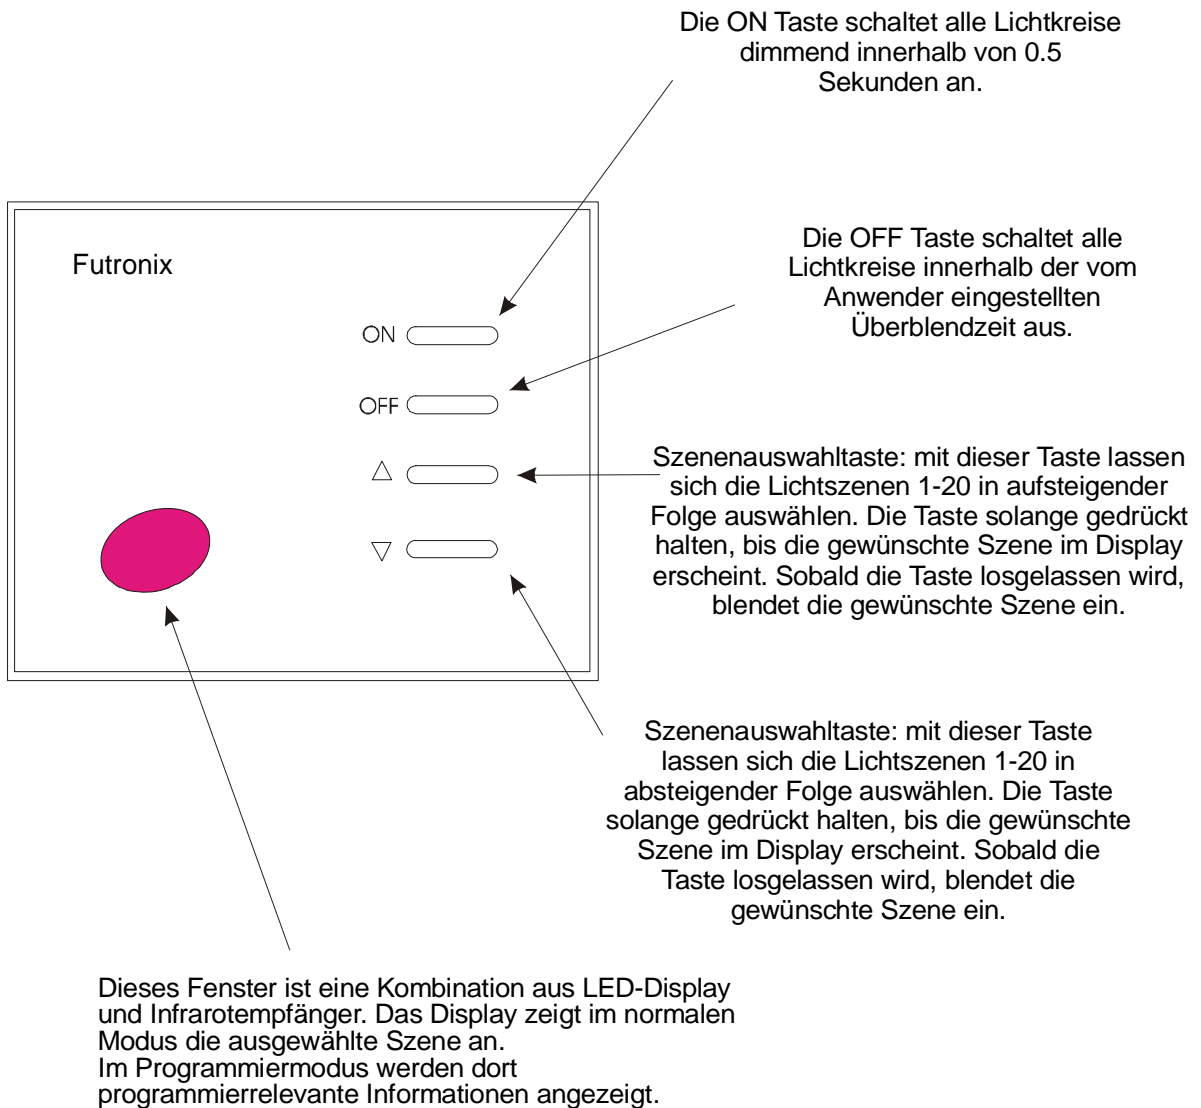 Die ON Taste schaltet alle Lichtkreise
dimmend innerhalb von 0.5
Sekunden an.
Futronix
Die OFF Taste schaltet alle
Lichtkreise innerhalb der vom
Anwender eingestellten
Überblendzeit aus.
ON
OFF
Szenenauswahltaste: mit dieser Taste lassen
sich die Lichtszenen 1-20 in aufsteigender
Folge auswählen. Die Taste solange gedrückt
halten, bis die gewünschte Szene im Display
erscheint. Sobald die Taste losgelassen wird,
blendet die gewünschte Szene ein.
Szenenauswahltaste: mit dieser Taste
lassen sich die Lichtszenen 1-20 in
absteigender Folge auswählen. Die Taste
solange gedrückt halten, bis die gewünschte
Szene im Display erscheint. Sobald die
Taste losgelassen wird, blendet die
gewünschte Szene ein.
Dieses Fenster ist eine Kombination aus LED-Display
und Infrarotempfänger. Das Display zeigt im normalen
Modus die ausgewählte Szene an.
Im Programmiermodus werden dort
programmierrelevante Informationen angezeigt.